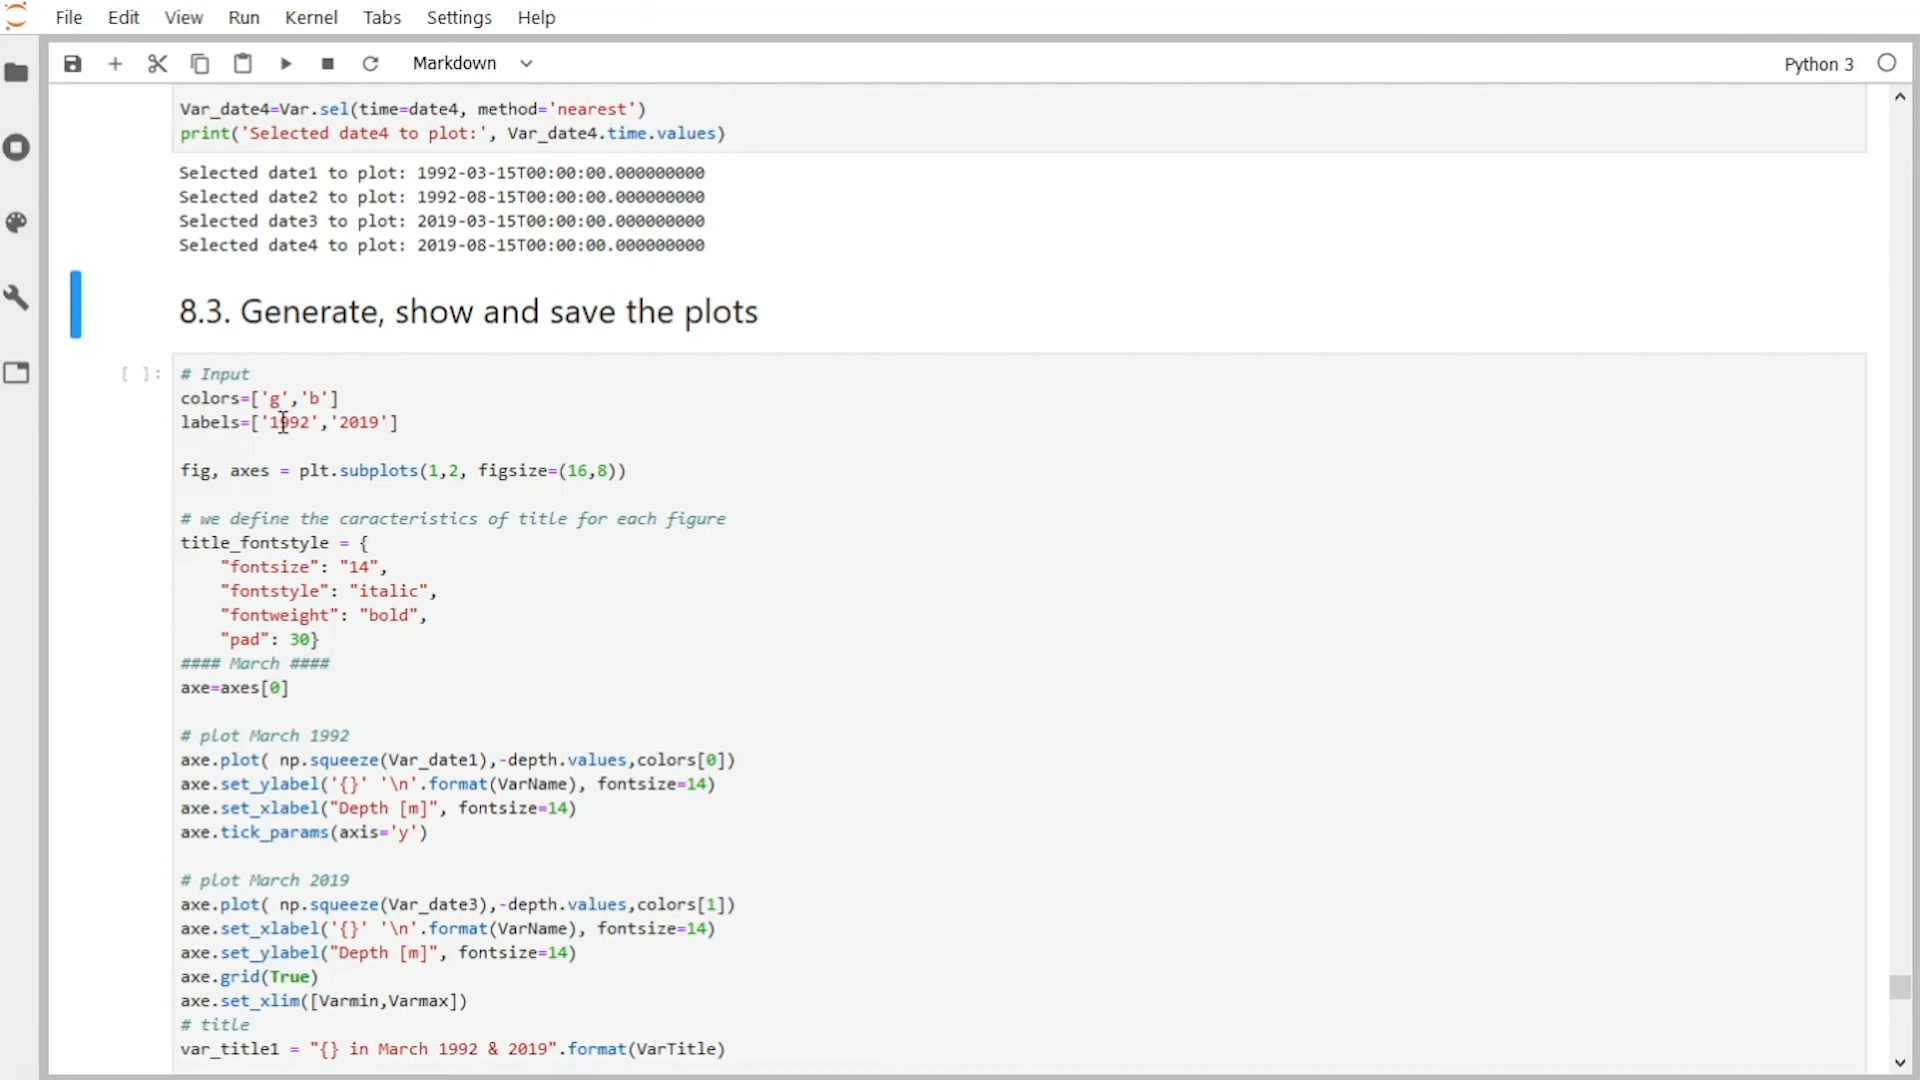 File Edit View Run Kernel Tabs Settings Help
Markdown
Python 3
Var_date4=Var.sel(time=date4, method='nearest')
print('Selected date4 to plot:', Var_date4.time.values)
Selected date1 to plot: 1992-03-15T00:00:00.000000000
Selected date2 to plot: 1992-08-15T00:00:00.000000000
Selected date3 to plot: 2019-03-15T00:00:00.000000000
Selected date4 to plot: 2019-08-15T00:00:00.000000000
8.3. Generate, show and save the plots
[ ]:
# Input
colors=['g','b']
labels=['1992','2019']
fig, axes = plt.subplots(1,2, figsize=(16,8))
# we define the caracteristics of title for each figure
title_fontstyle = {
"fontsize": "14",
"fontstyle": "italic",
"fontweight": "bold",
"pad": 30}
#### March ####
axe=axes[0]
# plot March 1992
axe.plot( np.squeeze(Var_date1),-depth.values,colors[0])
axe.set_ylabel('{}' '\n'.format(VarName), fontsize=14)
axe.set_xlabel("Depth [m]", fontsize=14)
axe.tick_params(axis='y')
# plot March 2019
axe.plot( np.squeeze(Var_date3),-depth.values,colors[1])
axe.set_xlabel('{}' '\n'.format(VarName), fontsize=14)
axe.set_ylabel("Depth [m]", fontsize=14)
axe.grid(True)
axe.set_xlim([Varmin,Varmax])
# title
var_title1 = "{} in March 1992 & 2019".format(VarTitle)